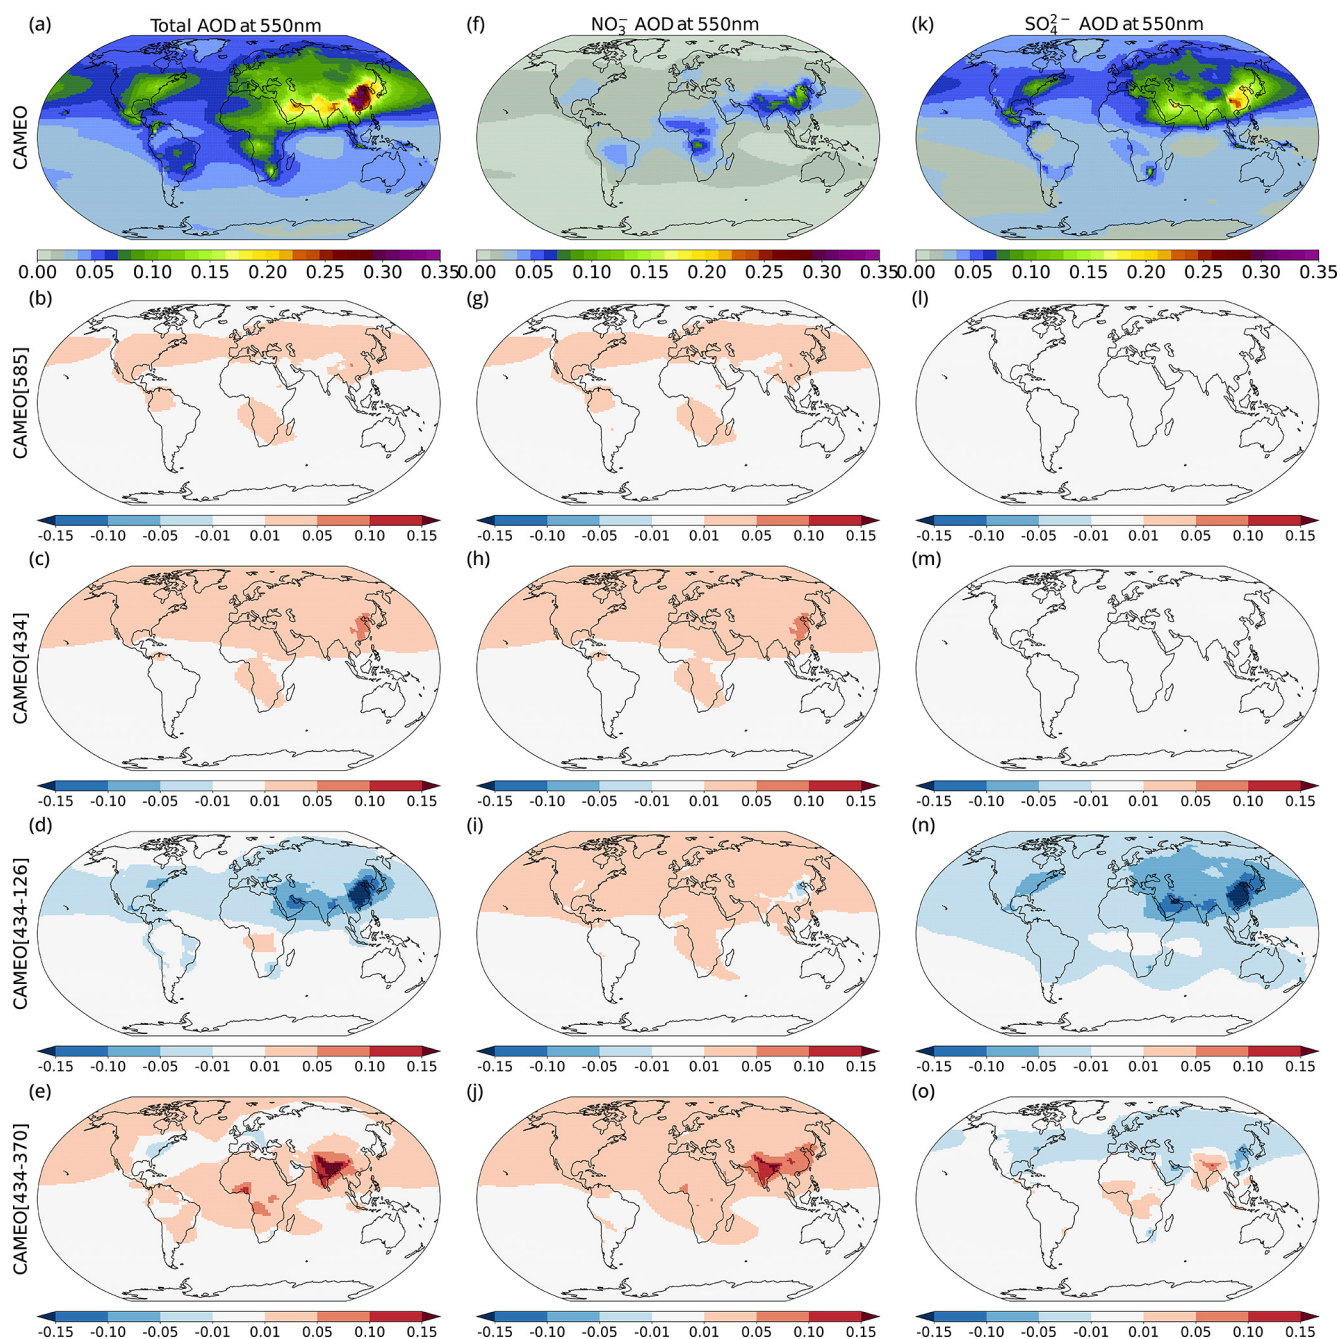 (a) Total AOD at 550nm (f) NO₃⁻ AOD at 550nm (k) SO₄²⁻ AOD at 550nm
CAMEO
0.00 0.05 0.10 0.15 0.20 0.25 0.30 0.35 0.00 0.05 0.10 0.15 0.20 0.25 0.30 0.35 0.00 0.05 0.10 0.15 0.20 0.25 0.30 0.35
(b) (g) (l)
CAMEO[585]
-0.15 -0.10 -0.05 -0.01 0.01 0.05 0.10 0.15 -0.15 -0.10 -0.05 -0.01 0.01 0.05 0.10 0.15 -0.15 -0.10 -0.05 -0.01 0.01 0.05 0.10 0.15
(c) (h) (m)
CAMEO[434]
-0.15 -0.10 -0.05 -0.01 0.01 0.05 0.10 0.15 -0.15 -0.10 -0.05 -0.01 0.01 0.05 0.10 0.15 -0.15 -0.10 -0.05 -0.01 0.01 0.05 0.10 0.15
(d) (i) (n)
CAMEO[434-126]
-0.15 -0.10 -0.05 -0.01 0.01 0.05 0.10 0.15 -0.15 -0.10 -0.05 -0.01 0.01 0.05 0.10 0.15 -0.15 -0.10 -0.05 -0.01 0.01 0.05 0.10 0.15
(e) (j) (o)
CAMEO[434-370]
-0.15 -0.10 -0.05 -0.01 0.01 0.05 0.10 0.15 -0.15 -0.10 -0.05 -0.01 0.01 0.05 0.10 0.15 -0.15 -0.10 -0.05 -0.01 0.01 0.05 0.10 0.15